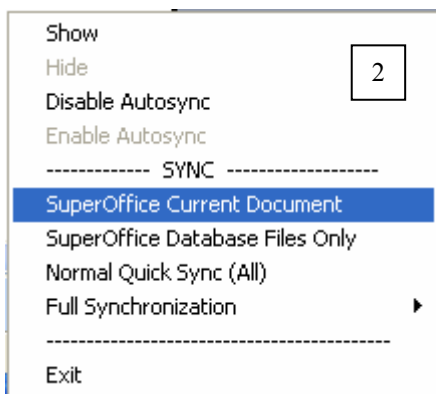 Show
Hide
2
Disable Autosync
Enable Autosync
------------- SYNC -------------------
SuperOffice Current Document
SuperOffice Database Files Only
Normal Quick Sync (All)
Full Synchronization
-------------------------------------------
Exit